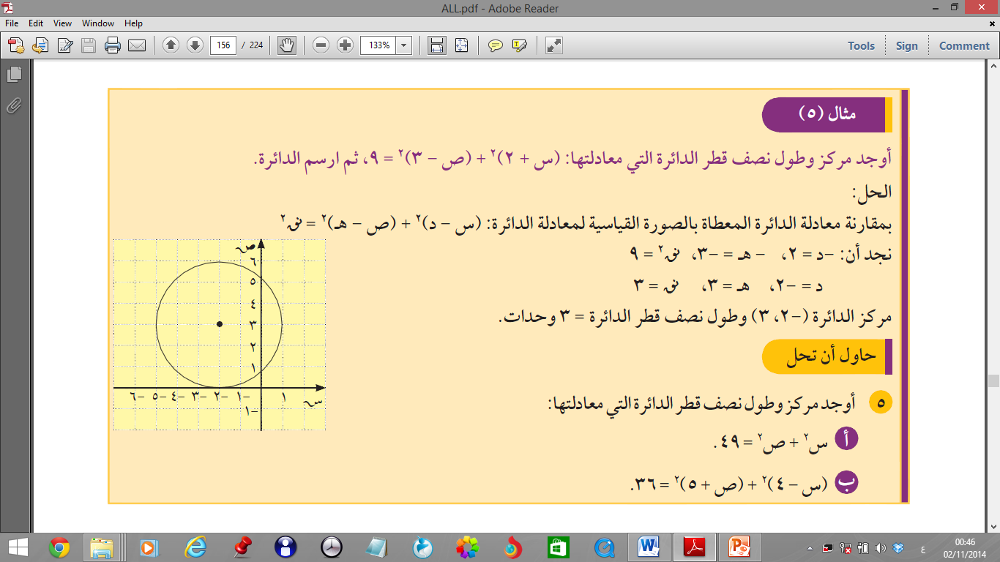 ALL.pdf - Adobe Reader
File Edit View Window Help
156 / 224 133% Tools Sign Comment
مثال (٥)
أوجد مركز وطول نصف قطر الدائرة التي معادلتها: (س + ٢)٢ + (ص – ٣)٢ = ٩، ثم ارسم الدائرة.
الحل:
بمقارنة معادلة الدائرة المعطاة بالصورة القياسية لمعادلة الدائرة: (س – د)٢ + (ص – هـ)٢ = نق٢
نجد أن: –د = ٢، – هـ = –٣، نق٢ = ٩
د = –٢، هـ = ٣، نق = ٣
مركز الدائرة (–٢، ٣) وطول نصف قطر الدائرة = ٣ وحدات.
ص
٦
٥
٤
٣
٢
١
–٦ –٥ –٤ –٣ –٢ –١ ١ س
–١
حاول أن تحل
٥ أوجد مركز وطول نصف قطر الدائرة التي معادلتها:
أ س٢ + ص٢ = ٤٩.
ب (س – ٤)٢ + (ص + ٥)٢ = ٣٦.
ع 00:46
02/11/2014